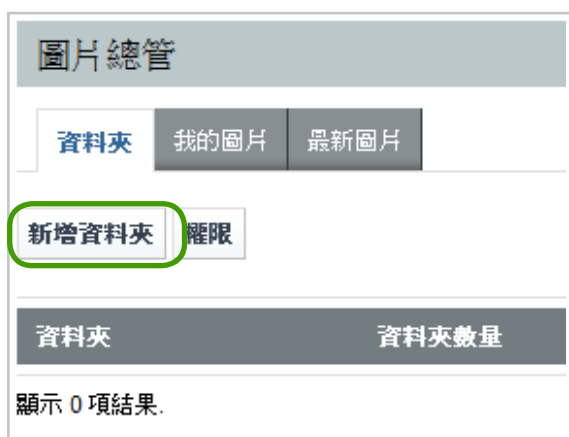 圖片總管
資料夾 我的圖片 最新圖片
新增資料夾 權限
資料夾 資料夾數量
顯示 0 項結果.